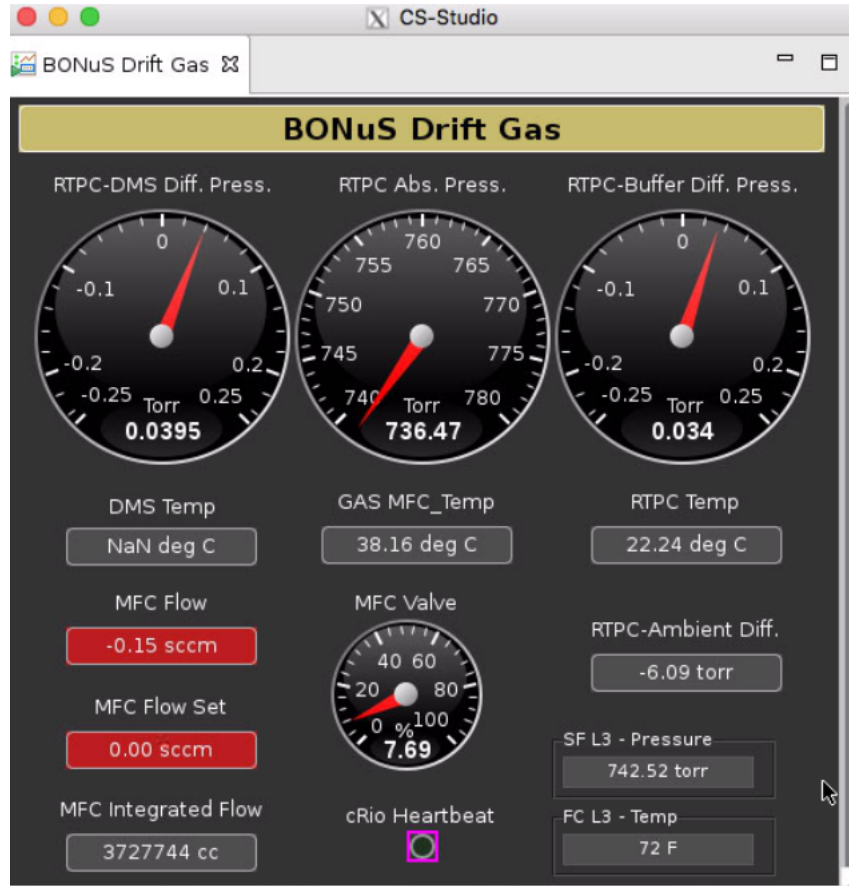 CS-Studio
BONuS Drift Gas
BONuS Drift Gas
RTPC-DMS Diff. Press.
0
-0.1
0.1
-0.2
0.2
-0.25
0.25
Torr
0.0395
RTPC Abs. Press.
760
755
765
750
770
745
775
740
780
Torr
736.47
RTPC-Buffer Diff. Press.
0
-0.1
0.1
-0.2
0.2
-0.25
0.25
Torr
0.034
DMS Temp
NaN deg C
GAS MFC_Temp
38.16 deg C
RTPC Temp
22.24 deg C
MFC Flow
-0.15 sccm
MFC Flow Set
0.00 sccm
MFC Integrated Flow
3727744 cc
MFC Valve
40 60
20
80
0
100
%
7.69
cRio Heartbeat
RTPC-Ambient Diff.
-6.09 torr
SF L3 - Pressure
742.52 torr
FC L3 - Temp
72 F